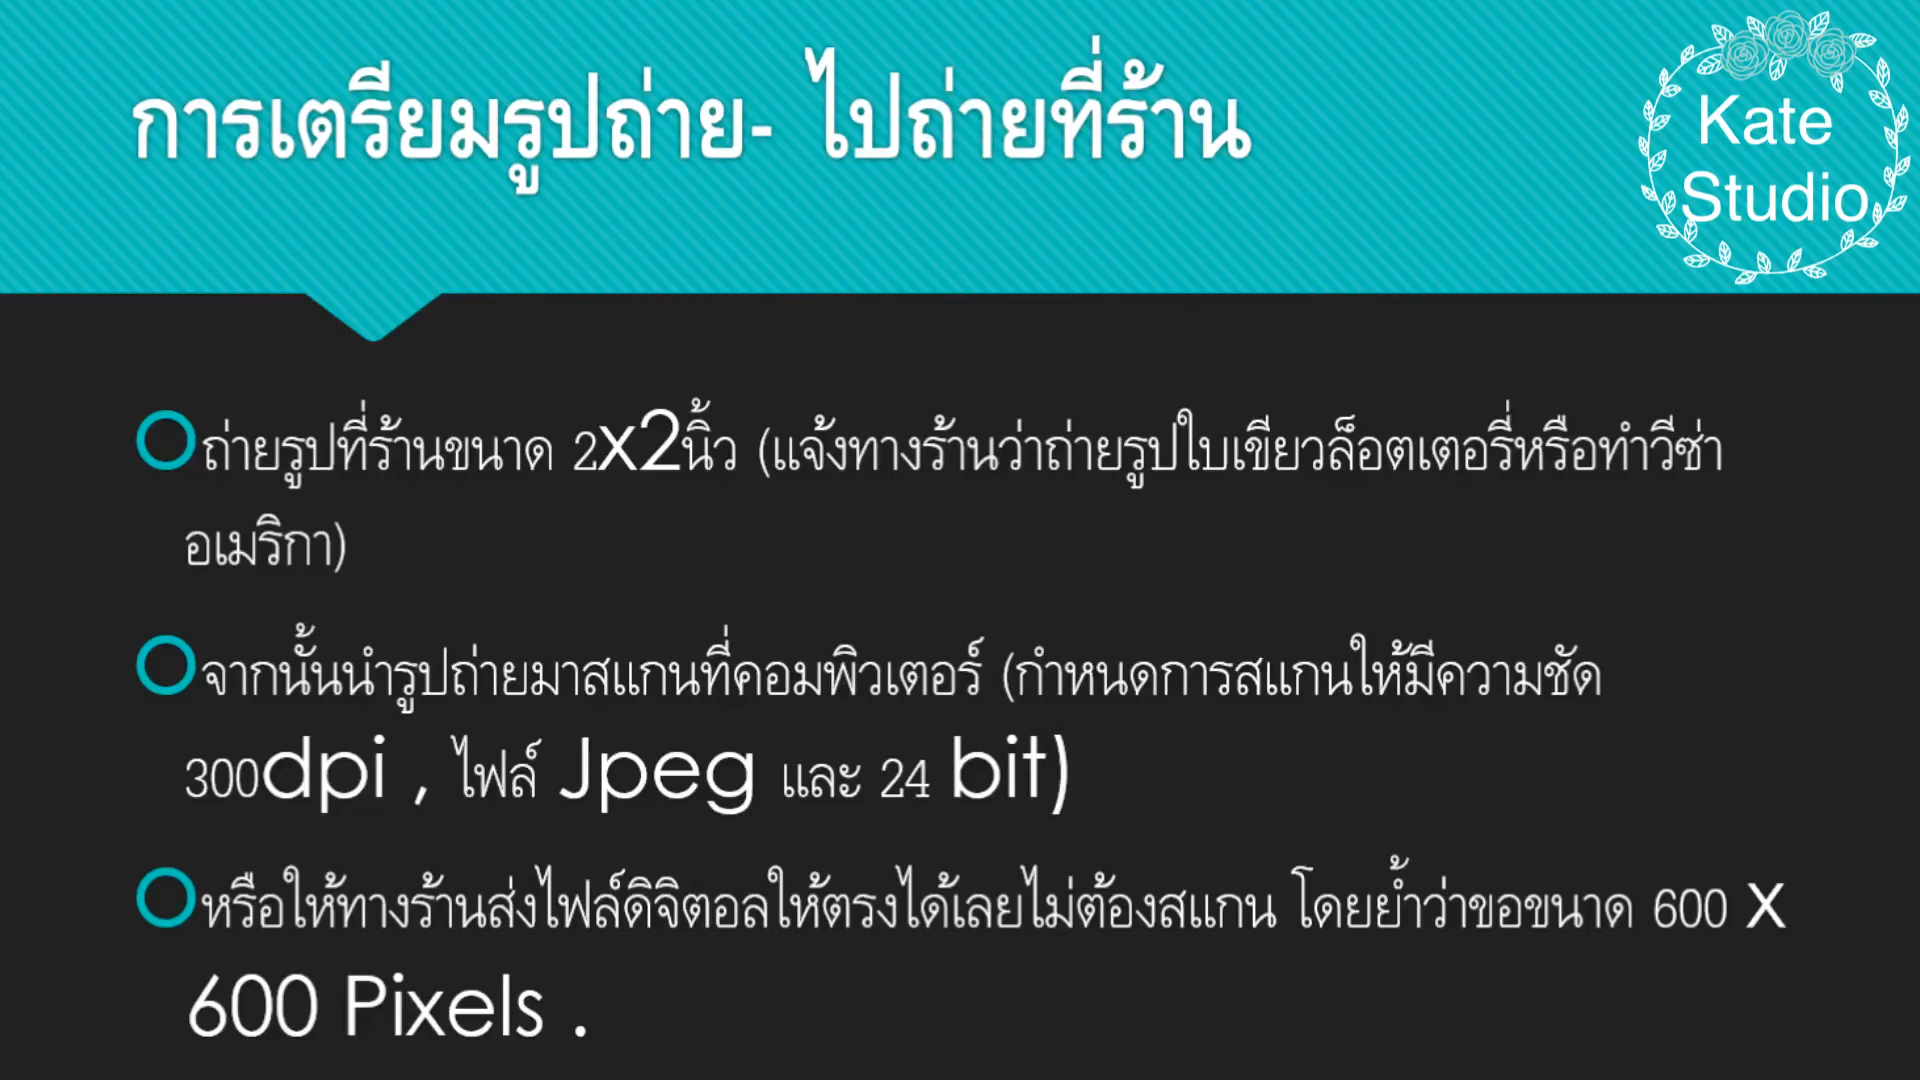 การเตรียมรูปถ่าย- ไปถ่ายที่ร้าน
Kate
Studio
ถ่ายรูปที่ร้านขนาด 2x2นิ้ว (แจ้งทางร้านว่าถ่ายรูปใบเขียวล็อตเตอรี่หรือทำวีซ่า
อเมริกา)
จากนั้นนำรูปถ่ายมาสแกนที่คอมพิวเตอร์ (กำหนดการสแกนให้มีความชัด
300dpi , ไฟล์ Jpeg และ 24 bit)
หรือให้ทางร้านส่งไฟล์ดิจิตอลให้ตรงได้เลยไม่ต้องสแกน โดยย้ำว่าขอขนาด 600 x
600 Pixels .